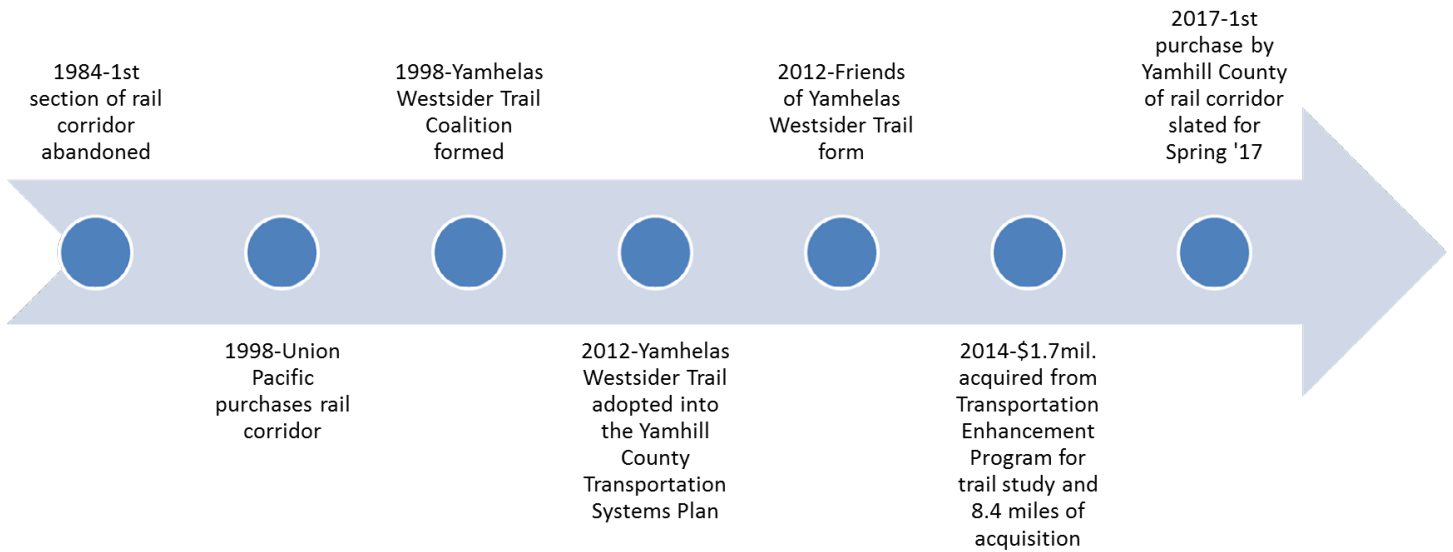 1984-1st
section of rail
corridor
abandoned
1998-Union
Pacific
purchases rail
corridor
1998-Yamhelas
Westsider Trail
Coalition
formed
2012-Yamhelas
Westsider Trail
adopted into
the Yamhill
County
Transportation
Systems Plan
2012-Friends
of Yamhelas
Westsider Trail
form
2014-$1.7mil.
acquired from
Transportation
Enhancement
Program for
trail study and
8.4 miles of
acquisition
2017-1st
purchase by
Yamhill County
of rail corridor
slated for
Spring '17